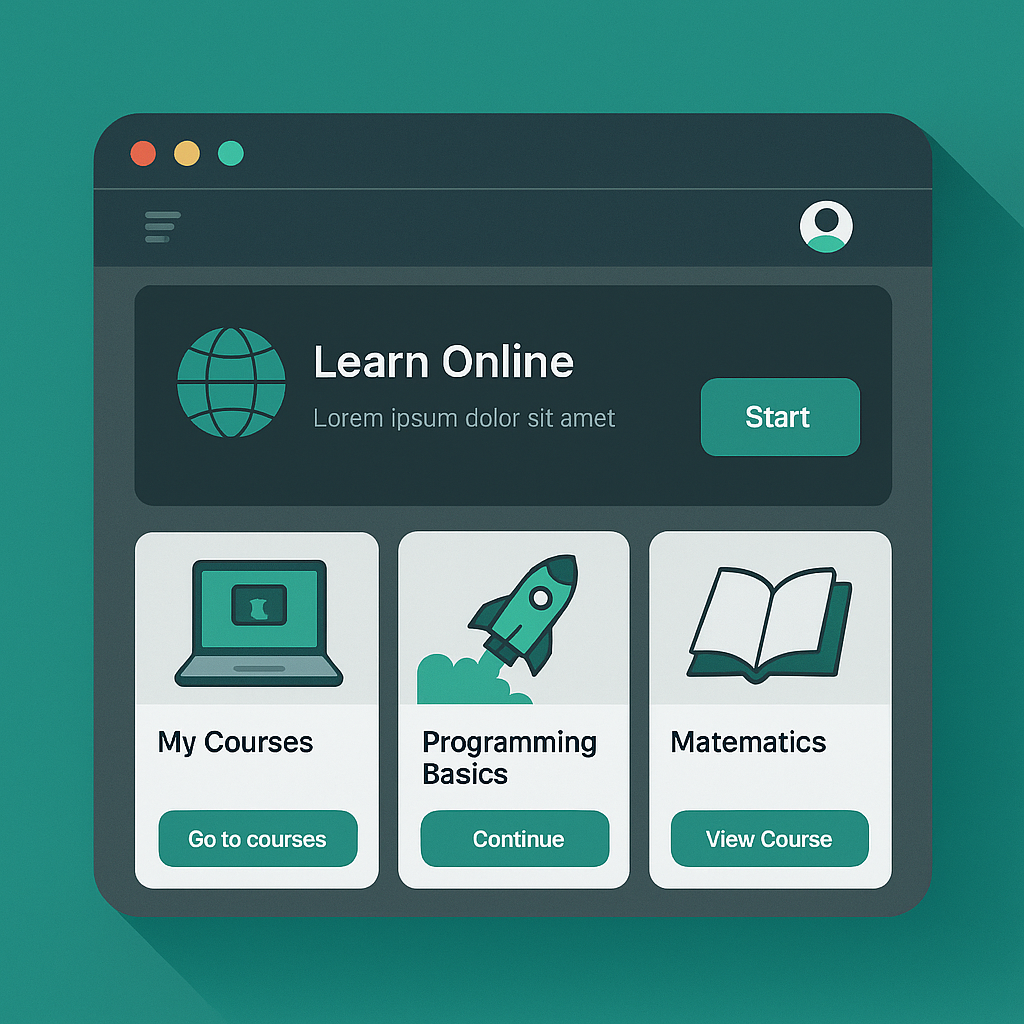 Learn Online
Lorem ipsum dolor sit amet
Start
My Courses
Programming
Basics
Matematics
Go to courses
Continue
View Course